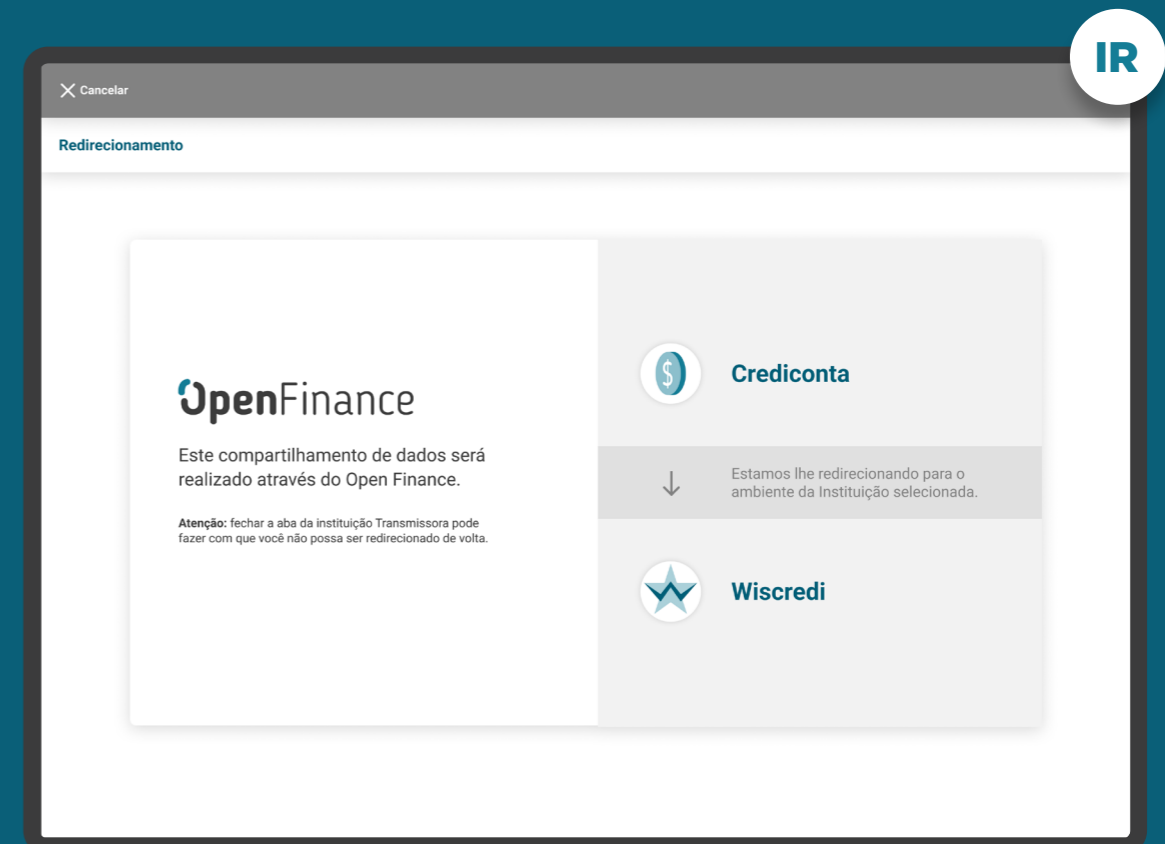 IR
Cancelar
Redirecionamento
OpenFinance
Este compartilhamento de dados será
realizado através do Open Finance.
Atenção: fechar a aba da instituição Transmissora pode
fazer com que você não possa ser redirecionado de volta.
$
Crediconta
Estamos lhe redirecionando para o
ambiente da Instituição selecionada.
Wiscredi